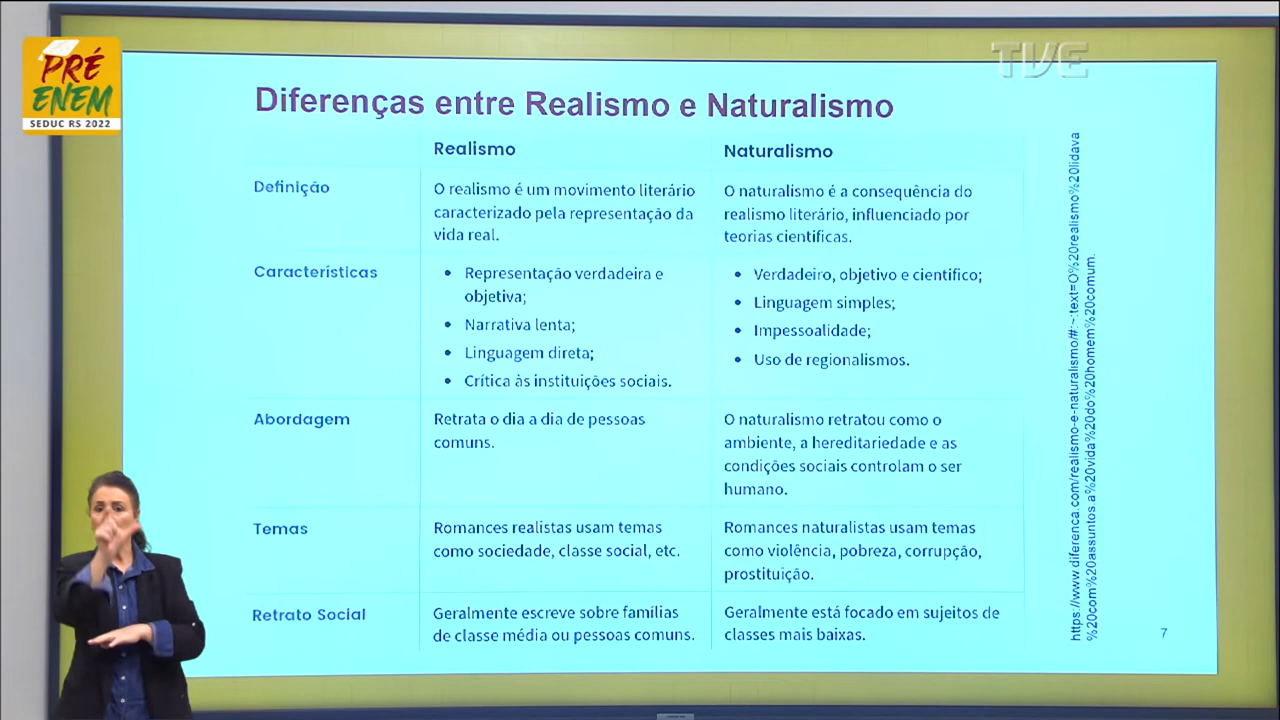 PRÉ
ENEM
SEDUC RS 2022
TVE
Diferenças entre Realismo e Naturalismo
Realismo
Naturalismo
Definição
O realismo é um movimento literário
caracterizado pela representação da
vida real.
O naturalismo é a consequência do
realismo literário, influenciado por
teorias científicas.
Características
• Representação verdadeira e
objetiva;
• Narrativa lenta;
• Linguagem direta;
• Crítica às instituições sociais.
• Verdadeiro, objetivo e científico;
• Linguagem simples;
• Impessoalidade;
• Uso de regionalismos.
Abordagem
Retrata o dia a dia de pessoas
comuns.
O naturalismo retratou como o
ambiente, a hereditariedade e as
condições sociais controlam o ser
humano.
Temas
Romances realistas usam temas
como sociedade, classe social, etc.
Romances naturalistas usam temas
como violência, pobreza, corrupção,
prostituição.
Retrato Social
Geralmente escreve sobre famílias
de classe média ou pessoas comuns.
Geralmente está focado em sujeitos de
classes mais baixas.
https://www.diferenca.com/realismo-e-naturalismo/#:~:text=O%20realismo%20lidava
%20com%20assuntos,a%20vida%20do%20homem%20comum.
7